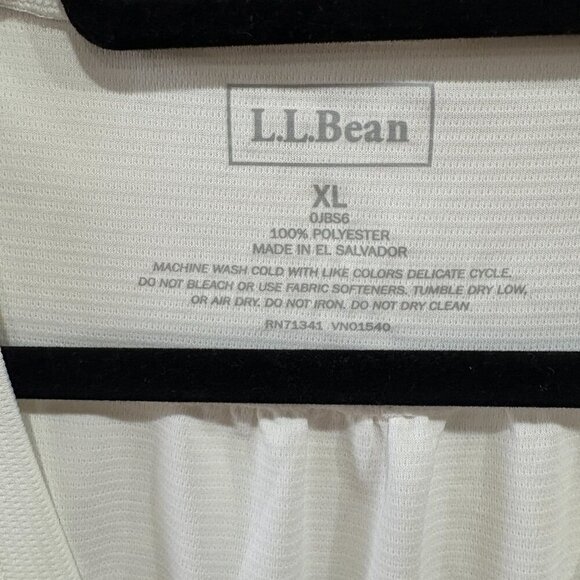 L.L.Bean
XL
0JBS6
100% POLYESTER
MADE IN EL SALVADOR
MACHINE WASH COLD WITH LIKE COLORS DELICATE CYCLE.
DO NOT BLEACH OR USE FABRIC SOFTENERS. TUMBLE DRY LOW,
OR AIR DRY. DO NOT IRON. DO NOT DRY CLEAN
RN71341 VN01540